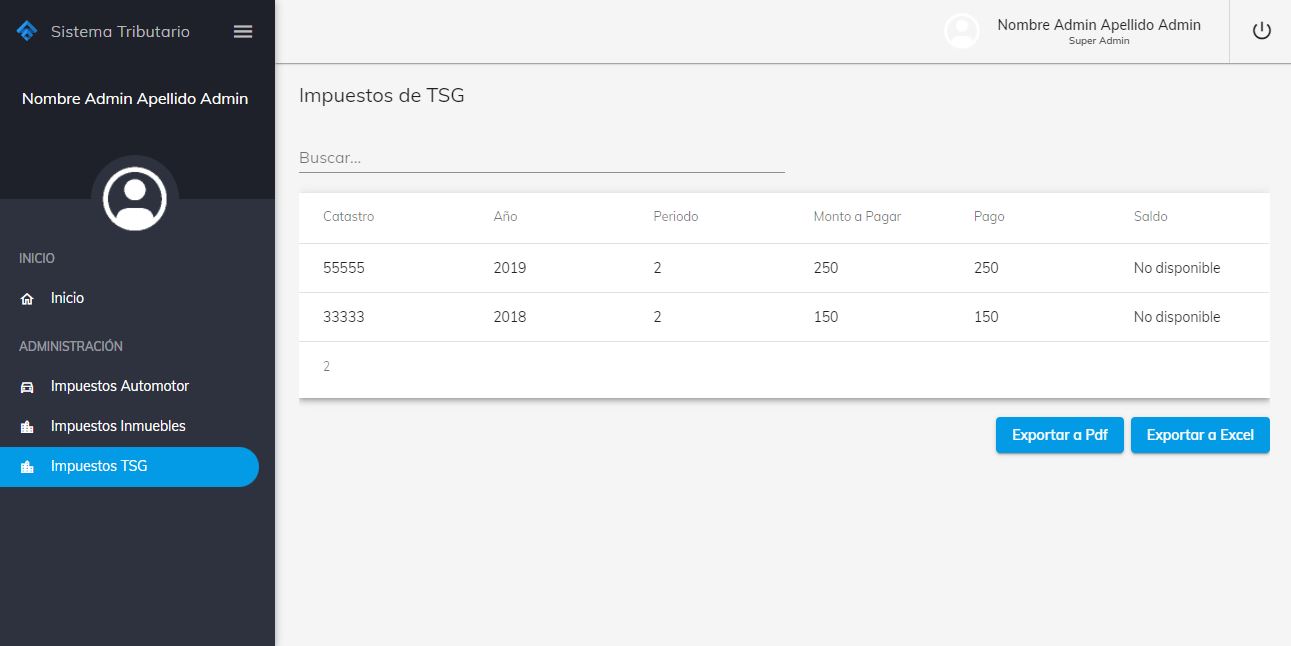 Sistema Tributario
Nombre Admin Apellido Admin
INICIO
Inicio
ADMINISTRACIÓN
Impuestos Automotor
Impuestos Inmuebles
Impuestos TSG
Nombre Admin Apellido Admin
Super Admin
Impuestos de TSG
Buscar...
Catastro Año Periodo Monto a Pagar Pago Saldo
55555 2019 2 250 250 No disponible
33333 2018 2 150 150 No disponible
2
Exportar a Pdf Exportar a Excel